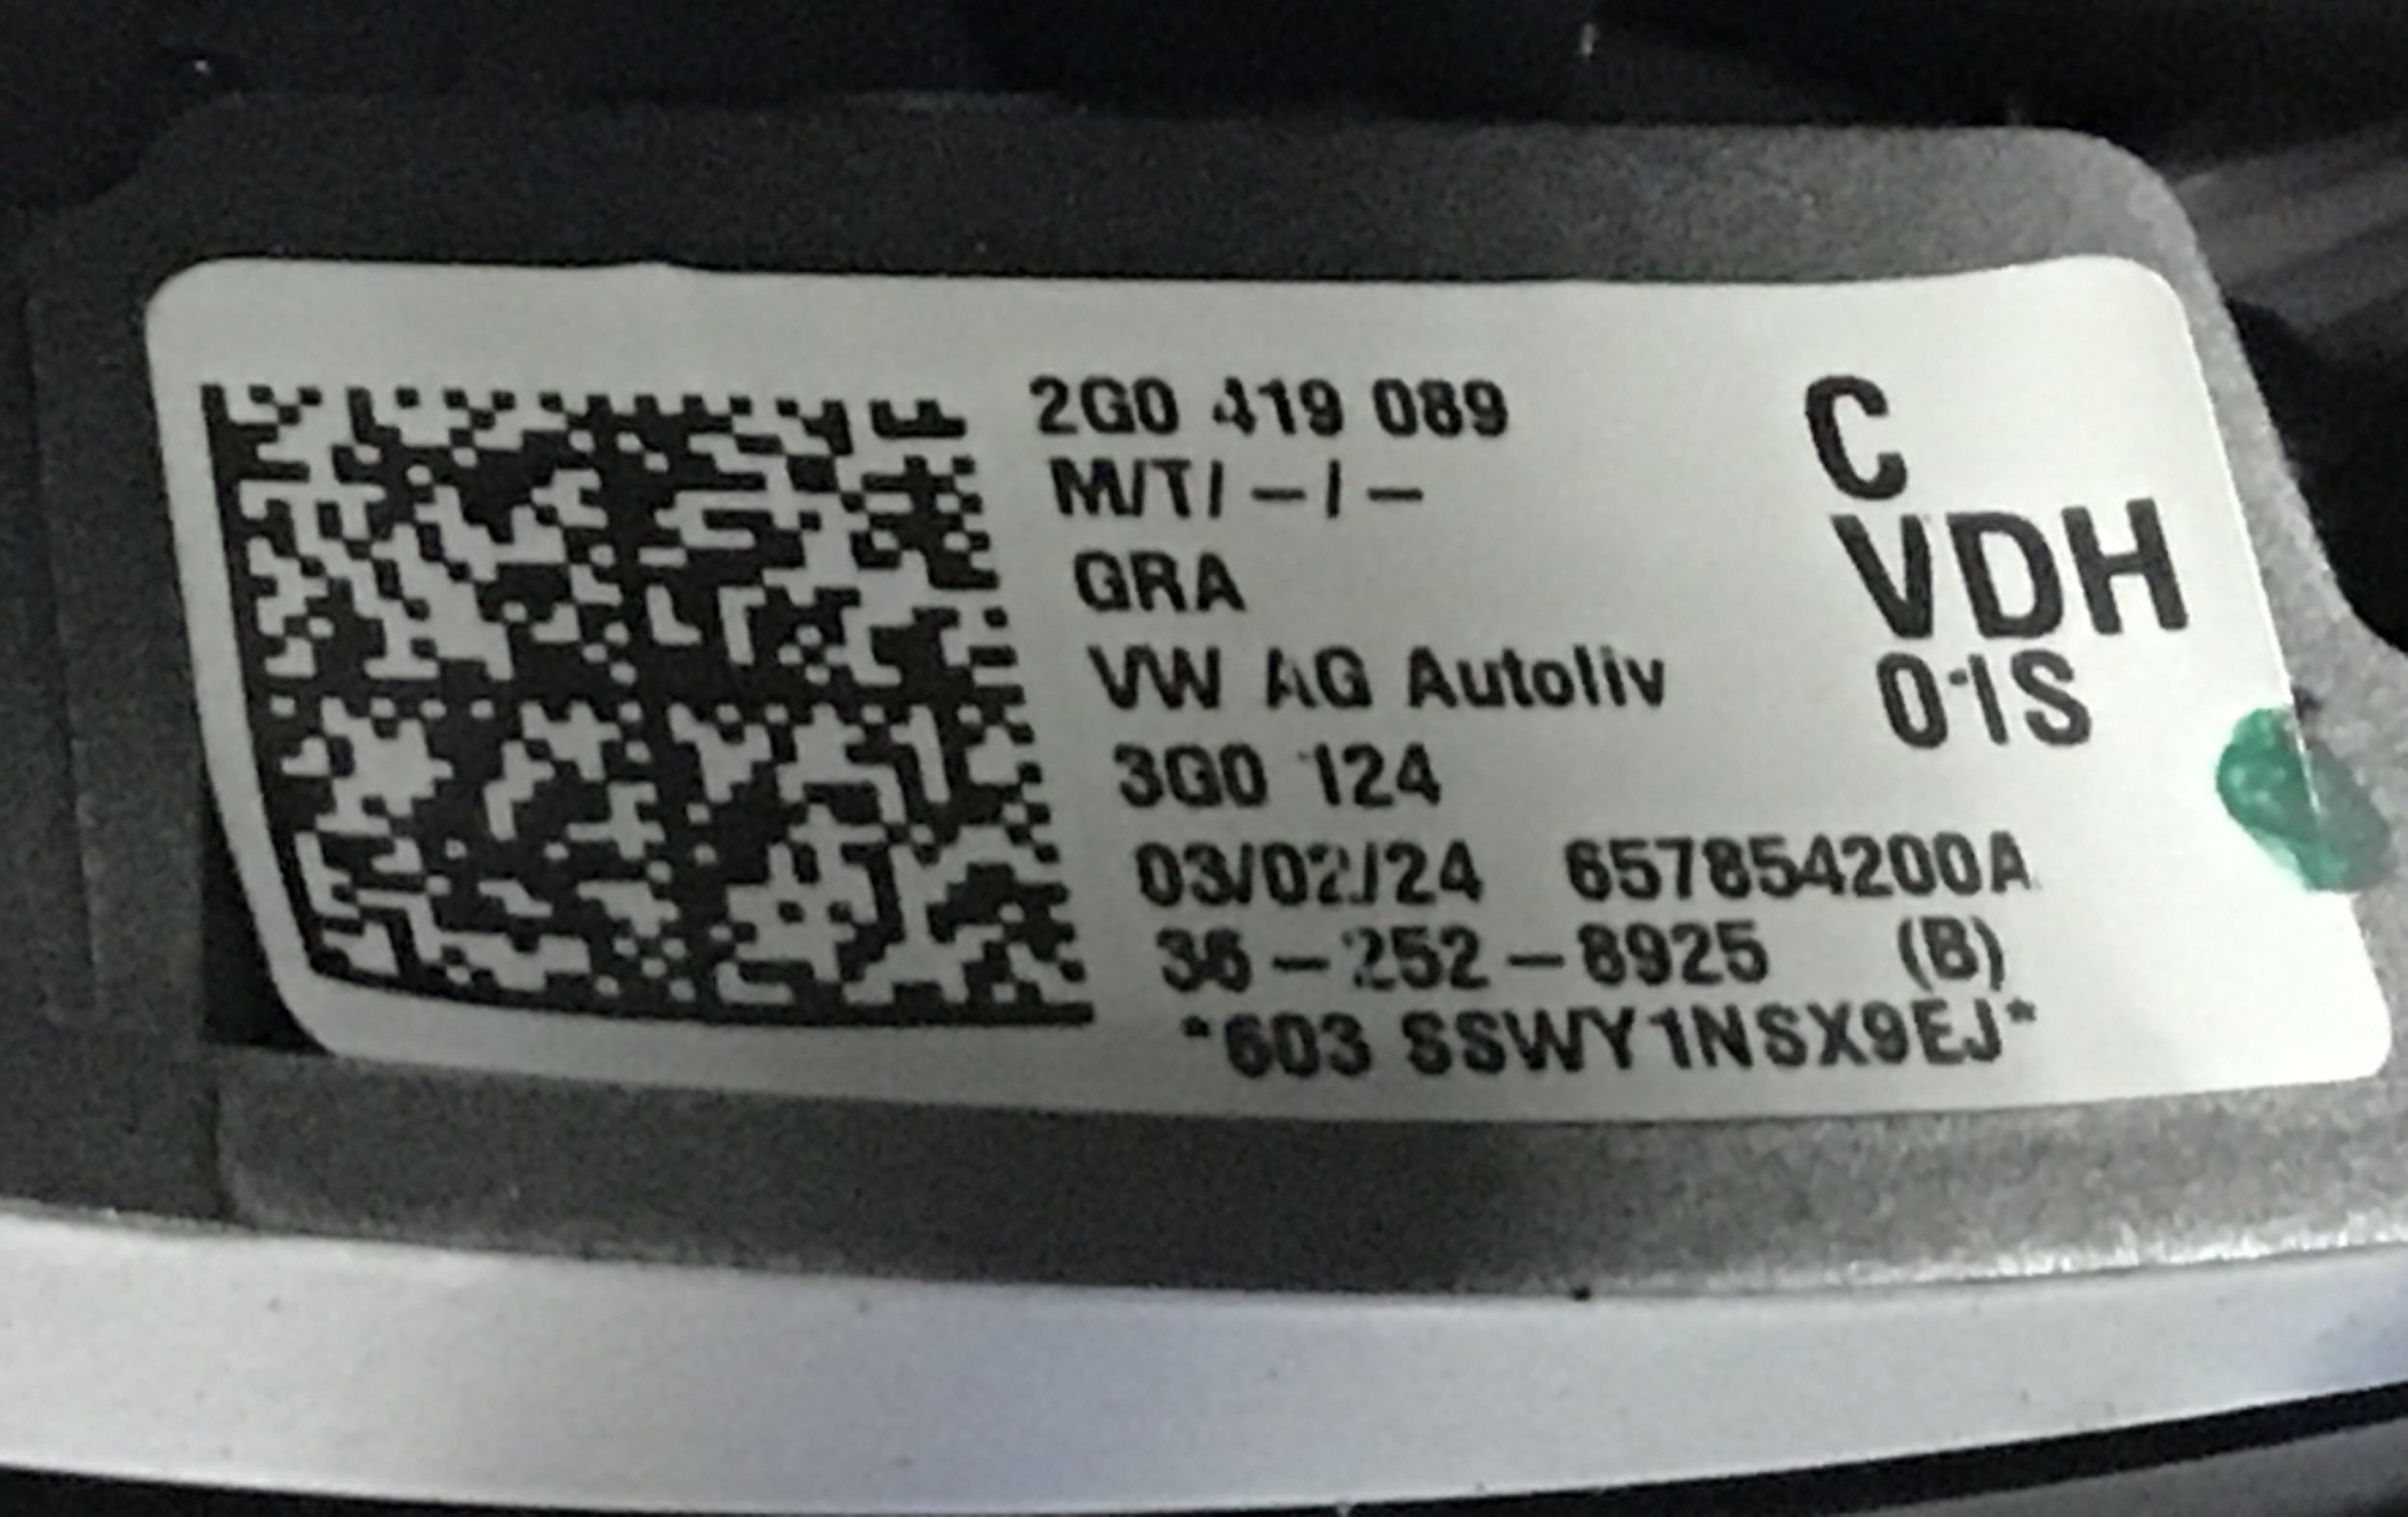 2G0 419 089 C
M/T/ – / – VDH
GRA
VW AG Autoliv 01S
3G0 124
03/02/24 657854200A
36 – 252 – 8925 (B)
*603 SSWY1NSX9EJ*